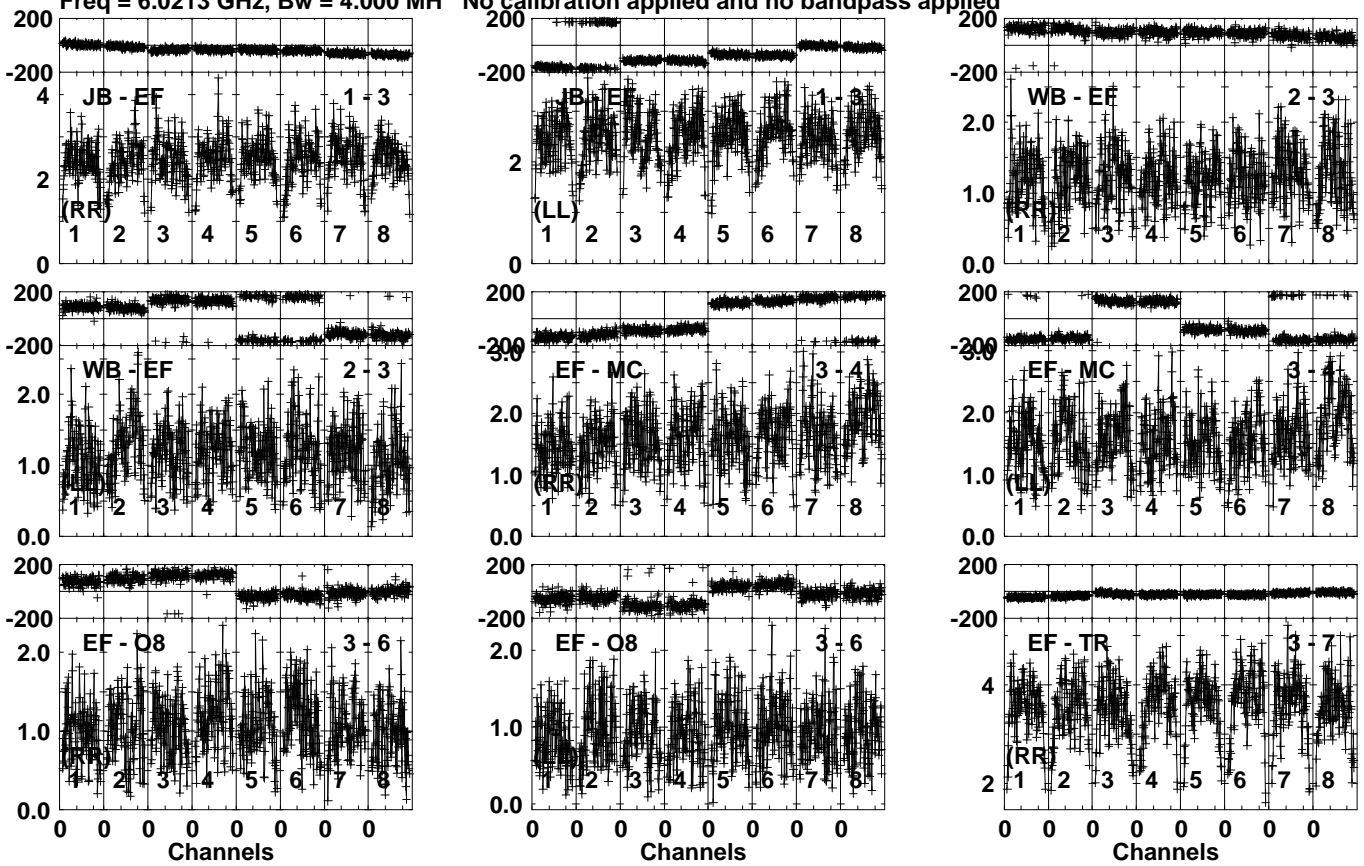 Freq = 6.0213 GHz, Bw = 4.000 MH No calibration applied and no bandpass applied
200 200 200
-200 -200 -200
4 JB - EF 1 - 3 JB - EF 1 - 3 WB - EF 2 - 3
2.0
2 2
1.0
(RR) (LL) (RR)
1 2 3 4 5 6 7 8 1 2 3 4 5 6 7 8 1 2 3 4 5 6 7 8
0 0 0.0
200 200 200
-200 -200 -200
3.0 3.0
WB - EF 2 - 3 EF - MC 3 - 4 EF - MC 3 - 4
2.0 2.0 2.0
1.0 1.0 1.0
(LL) (RR) (LL)
1 2 3 4 5 6 7 8 1 2 3 4 5 6 7 8 1 2 3 4 5 6 7 8
0.0 0.0 0.0
200 200 200
-200 -200 -200
EF - O8 3 - 6 EF - O8 3 - 6 EF - TR 3 - 7
2.0 2.0 4
1.0 1.0
(RR) (LL) (RR)
1 2 3 4 5 6 7 8 1 2 3 4 5 6 7 8 2 1 2 3 4 5 6 7 8
0.0 0.0
0 0 0 0 0 0 0 0 0 0 0 0 0 0 0 0 0 0 0 0 0 0 0 0
Channels Channels Channels